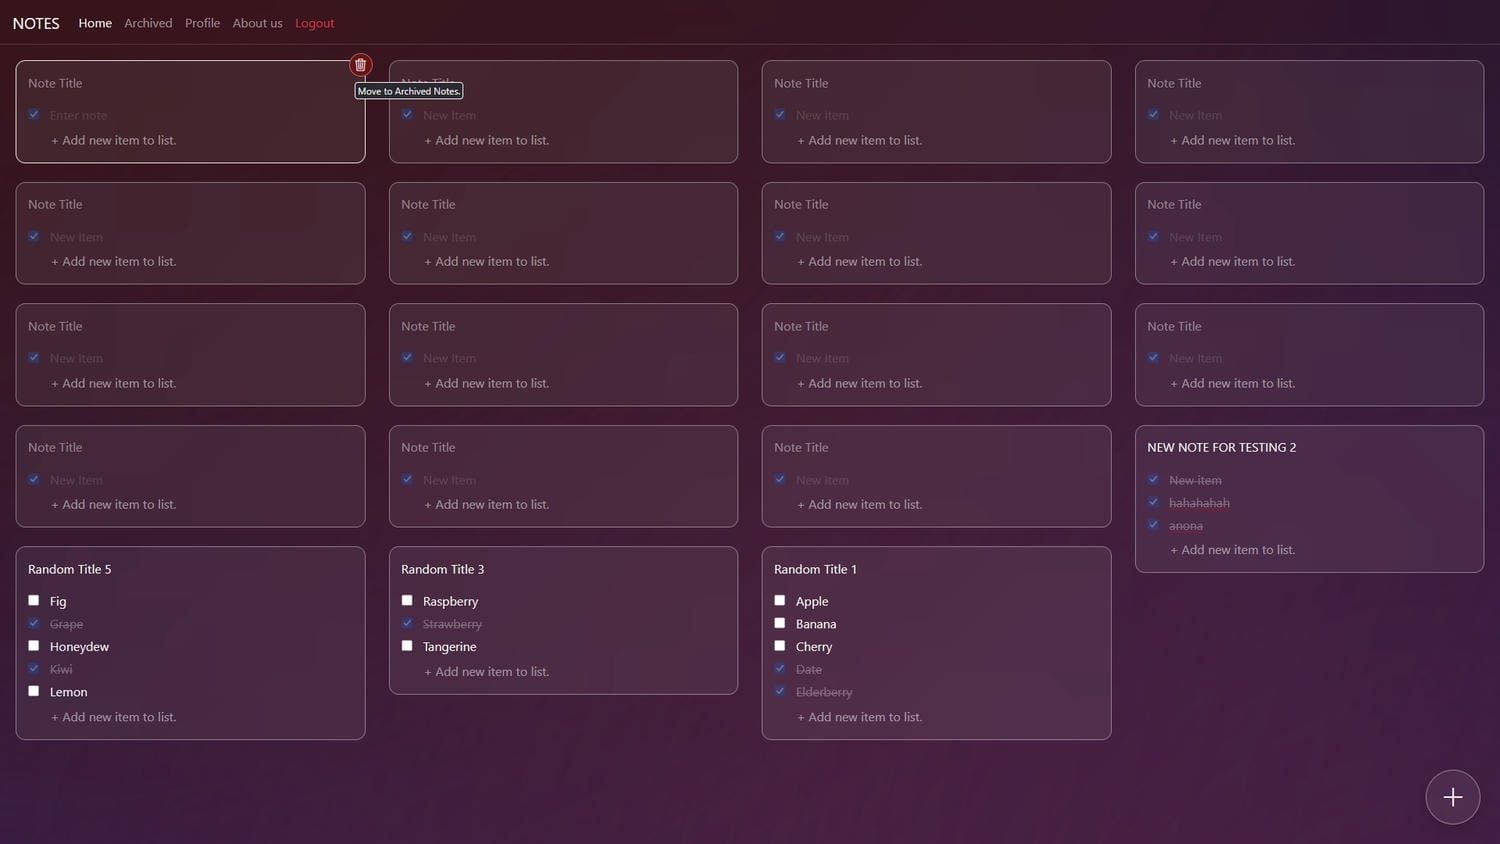 NOTES Home Archived Profile About us Logout
Note Title
Enter note
+ Add new item to list.
Move to Archived Notes.
Note Title
New Item
+ Add new item to list.
Note Title
New Item
+ Add new item to list.
Note Title
New Item
+ Add new item to list.
Note Title
New Item
+ Add new item to list.
Note Title
New Item
+ Add new item to list.
Note Title
New Item
+ Add new item to list.
Note Title
New Item
+ Add new item to list.
Note Title
New Item
+ Add new item to list.
Note Title
New Item
+ Add new item to list.
Note Title
New Item
+ Add new item to list.
Note Title
New Item
+ Add new item to list.
Note Title
New Item
+ Add new item to list.
Note Title
New Item
+ Add new item to list.
Note Title
New Item
+ Add new item to list.
NEW NOTE FOR TESTING 2
New item
hahahahah
anona
+ Add new item to list.
Random Title 5
Fig
Grape
Honeydew
Kiwi
Lemon
+ Add new item to list.
Random Title 3
Raspberry
Strawberry
Tangerine
+ Add new item to list.
Random Title 1
Apple
Banana
Cherry
Date
Elderberry
+ Add new item to list.